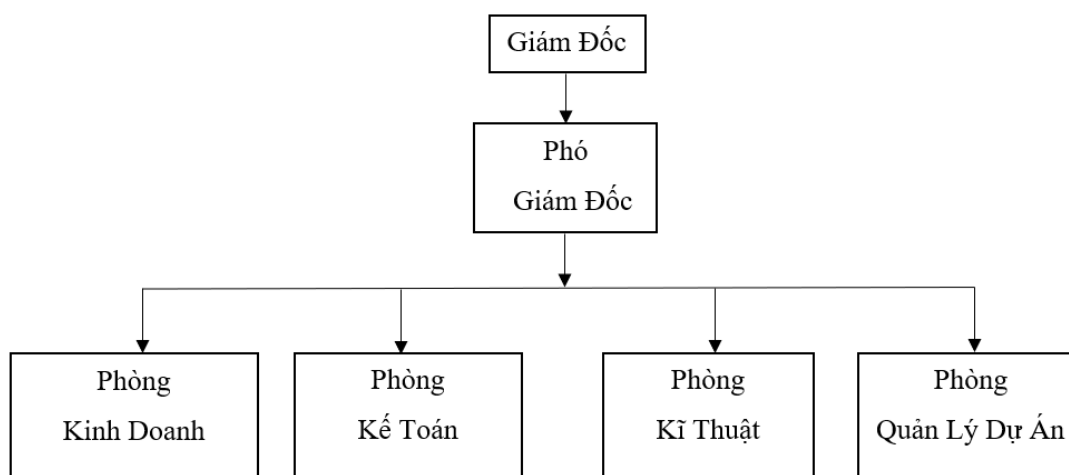 Giám Đốc
Phó
Giám Đốc
Phòng
Kinh Doanh
Phòng
Kế Toán
Phòng
Kĩ Thuật
Phòng
Quản Lý Dự Án